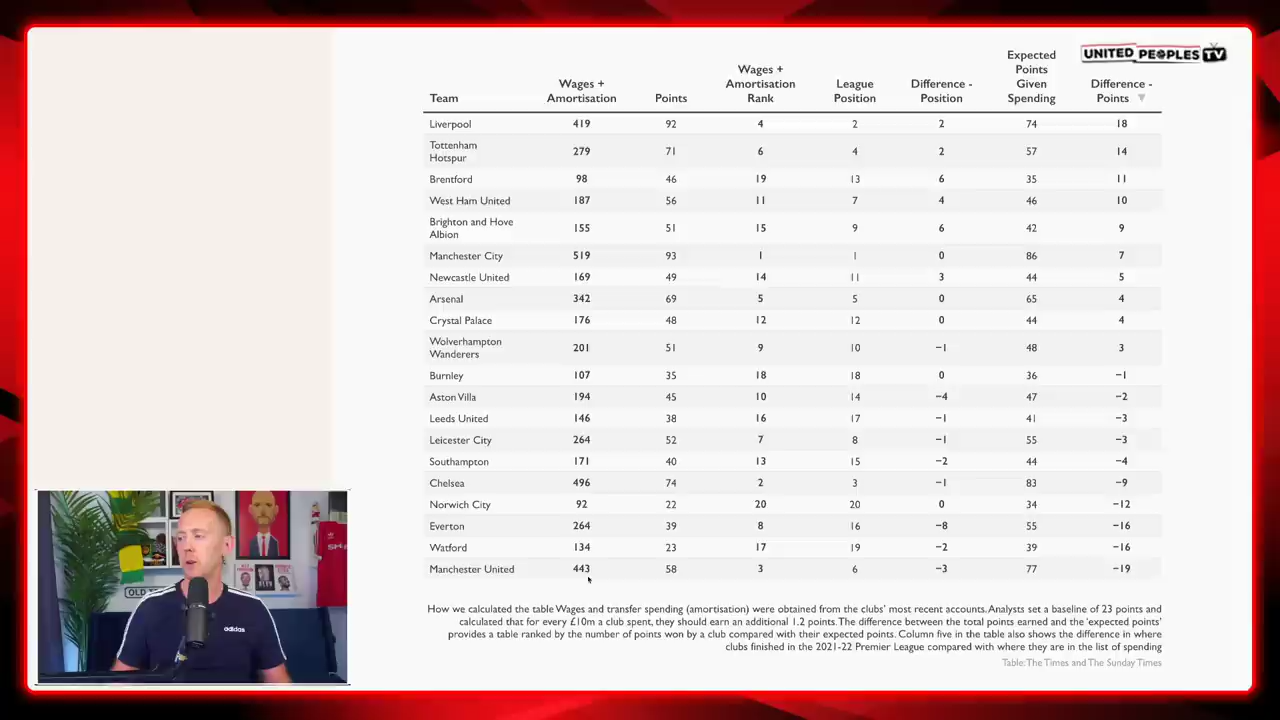 UNITED PEOPLES TV
Team Wages + Amortisation Points Wages + Amortisation Rank League Position Difference - Position Expected Points Given Spending Difference - Points
Liverpool 419 92 4 2 2 74 18
Tottenham Hotspur 279 71 6 4 2 57 14
Brentford 98 46 19 13 6 35 11
West Ham United 187 56 11 7 4 46 10
Brighton and Hove Albion 155 51 15 9 6 42 9
Manchester City 519 93 1 1 0 86 7
Newcastle United 169 49 14 11 3 44 5
Arsenal 342 69 5 5 0 65 4
Crystal Palace 176 48 12 12 0 44 4
Wolverhampton Wanderers 201 51 9 10 −1 48 3
Burnley 107 35 18 18 0 36 −1
Aston Villa 194 45 10 14 −4 47 −2
Leeds United 146 38 16 17 −1 41 −3
Leicester City 264 52 7 8 −1 55 −3
Southampton 171 40 13 15 −2 44 −4
Chelsea 496 74 2 3 −1 83 −9
Norwich City 92 22 20 20 0 34 −12
Everton 264 39 8 16 −8 55 −16
Watford 134 23 17 19 −2 39 −16
Manchester United 443 58 3 6 −3 77 −19
How we calculated the table Wages and transfer spending (amortisation) were obtained from the clubs' most recent accounts. Analysts set a baseline of 23 points and
calculated that for every £10m a club spent, they should earn an additional 1.2 points. The difference between the total points earned and the 'expected points'
provides a table ranked by the number of points won by a club compared with their expected points. Column five in the table also shows the difference in where
clubs finished in the 2021-22 Premier League compared with where they are in the list of spending
Table: The Times and The Sunday Times
adidas